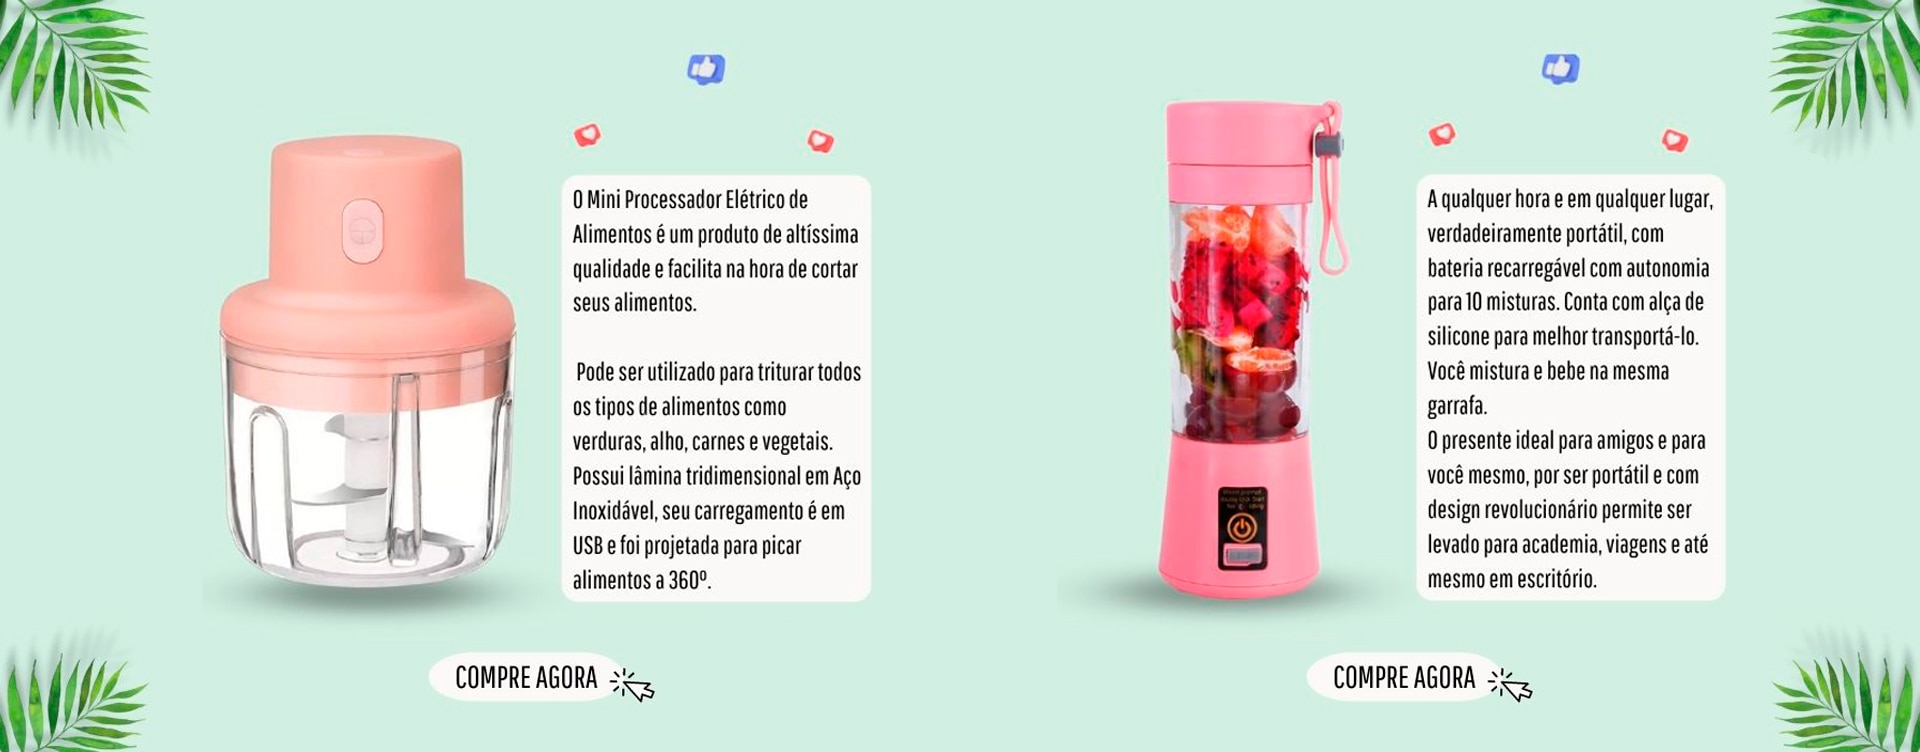 O Mini Processador Elétrico de
Alimentos é um produto de altíssima
qualidade e facilita na hora de cortar
seus alimentos.
Pode ser utilizado para triturar todos
os tipos de alimentos como
verduras, alho, carnes e vegetais.
Possui lâmina tridimensional em Aço
Inoxidável, seu carregamento é em
USB e foi projetada para picar
alimentos a 360º.
COMPRE AGORA
A qualquer hora e em qualquer lugar,
verdadeiramente portátil, com
bateria recarregável com autonomia
para 10 misturas. Conta com alça de
silicone para melhor transportá-lo.
Você mistura e bebe na mesma
garrafa.
O presente ideal para amigos e para
você mesmo, por ser portátil e com
design revolucionário permite ser
levado para academia, viagens e até
mesmo em escritório.
COMPRE AGORA